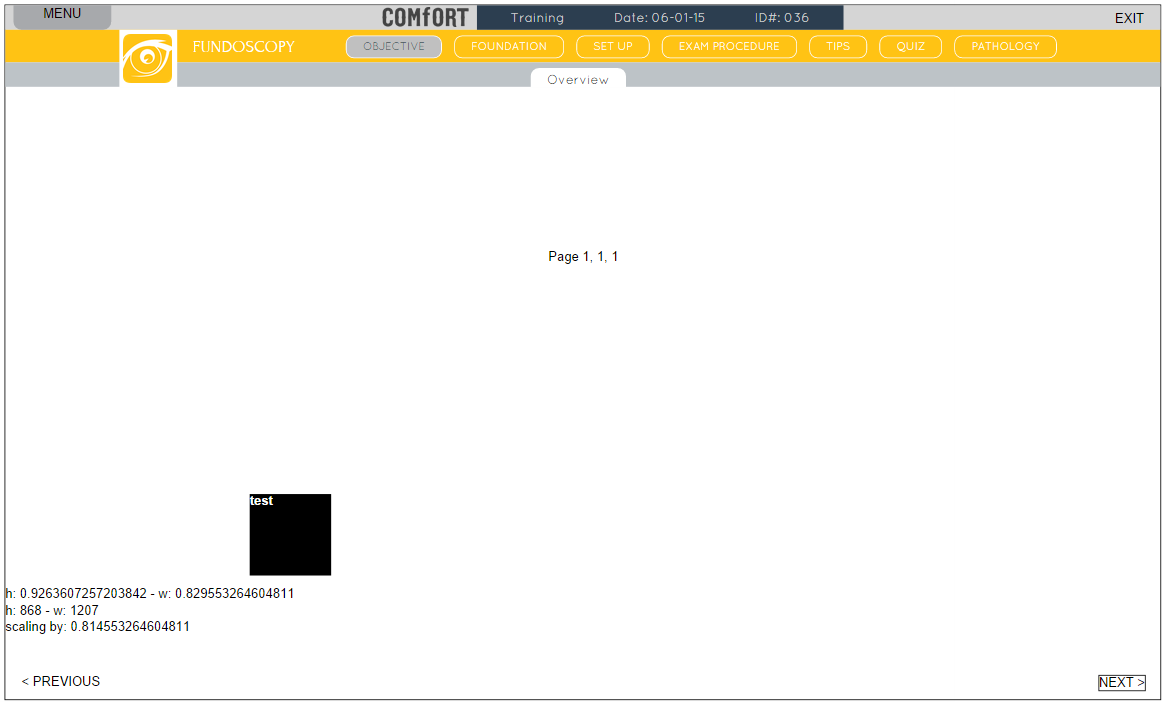 MENU
COMfORT
Training Date: 06-01-15 ID#: 036
EXIT
FUNDOSCOPY
OBJECTIVE FOUNDATION SET UP EXAM PROCEDURE TIPS QUIZ PATHOLOGY
Overview
Page 1, 1, 1
test
h: 0.9263607257203842 - w: 0.829553264604811
h: 868 - w: 1207
scaling by: 0.814553264604811
< PREVIOUS
NEXT >